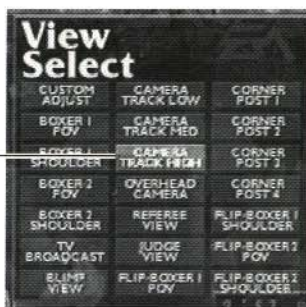 View
Select
CUSTOM ADJUST
CAMERA TRACK LOW
CORNER POST 1
BOXER 1 POV
CAMERA TRACK MED
CORNER POST 2
BOXER 1 SHOULDER
CAMERA TRACK HIGH
CORNER POST 3
BOXER 2 POV
OVERHEAD CAMERA
CORNER POST 4
BOXER 2 SHOULDER
REFEREE VIEW
FLIP-BOXER 1 SHOULDER
TV BROADCAST
JUDGE VIEW
FLIP-BOXER 2 POV
BLIMP VIEW
FLIP-BOXER 1 POV
FLIP-BOXER 2 SHOULDER